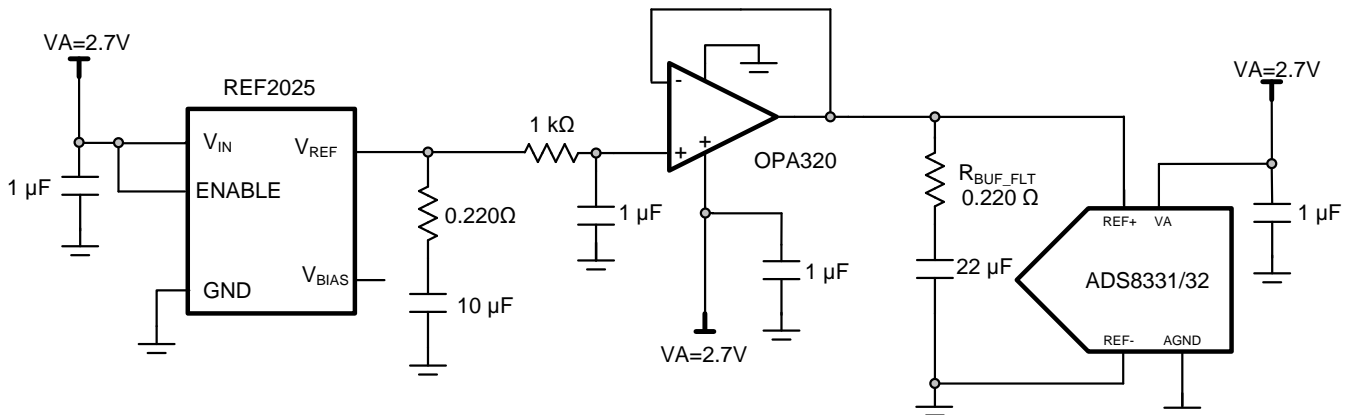 VA=2.7V
REF2025
1 µF
VIN
ENABLE
GND
VREF
VBIAS
0.220Ω
10 µF
1 kΩ
1 µF
-
+
+
OPA320
1 µF
VA=2.7V
RBUF_FLT
0.220 Ω
22 µF
VA=2.7V
1 µF
REF+
VA
ADS8331/32
REF-
AGND